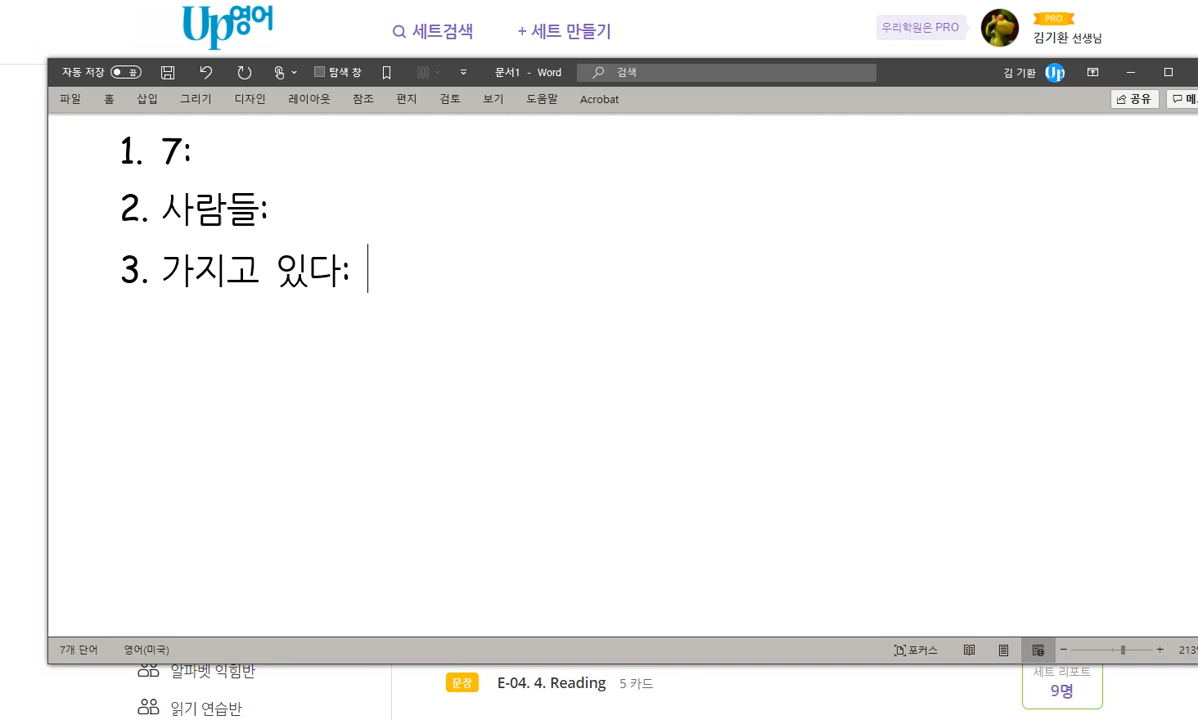 Up영어
세트검색
+ 세트 만들기
우리학원은 PRO
PRO
김기환 선생님
자동 저장
끔
탐색 창
문서1 - Word
검색
김 기환
Up
파일 홈 삽입 그리기 디자인 레이아웃 참조 편지 검토 보기 도움말 Acrobat
공유
1. 7:
2. 사람들:
3. 가지고 있다:
7개 단어
영어(미국)
포커스
알파벳 익힘반
읽기 연습반
문장
E-04. 4. Reading
5 카드
세트 리포트
9명